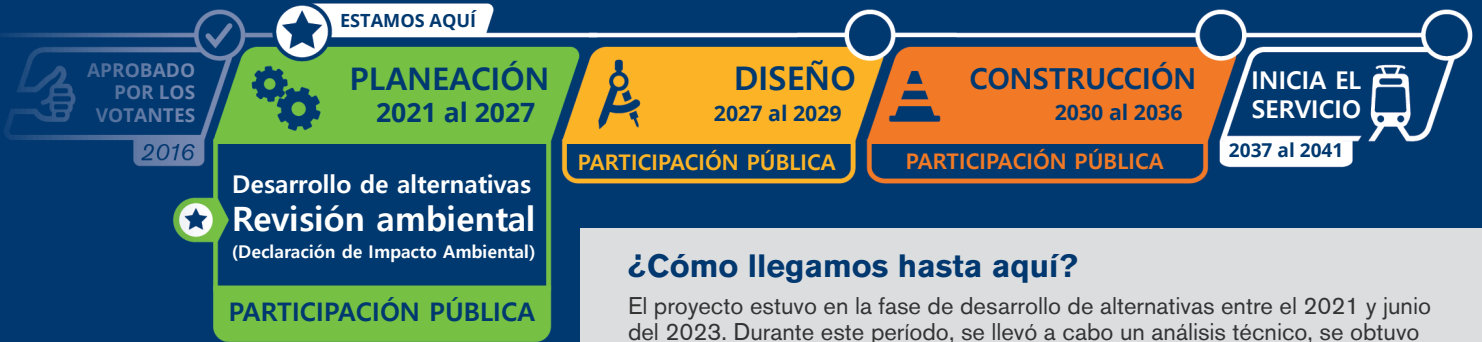 ESTAMOS AQUÍ
APROBADO
POR LOS
VOTANTES
2016
PLANEACIÓN
2021 al 2027
Desarrollo de alternativas
Revisión ambiental
(Declaración de Impacto Ambiental)
PARTICIPACIÓN PÚBLICA
DISEÑO
2027 al 2029
PARTICIPACIÓN PÚBLICA
CONSTRUCCIÓN
2030 al 2036
PARTICIPACIÓN PÚBLICA
INICIA EL
SERVICIO
2037 al 2041
¿Cómo llegamos hasta aquí?
El proyecto estuvo en la fase de desarrollo de alternativas entre el 2021 y junio
del 2023. Durante este período, se llevó a cabo un análisis técnico, se obtuvo